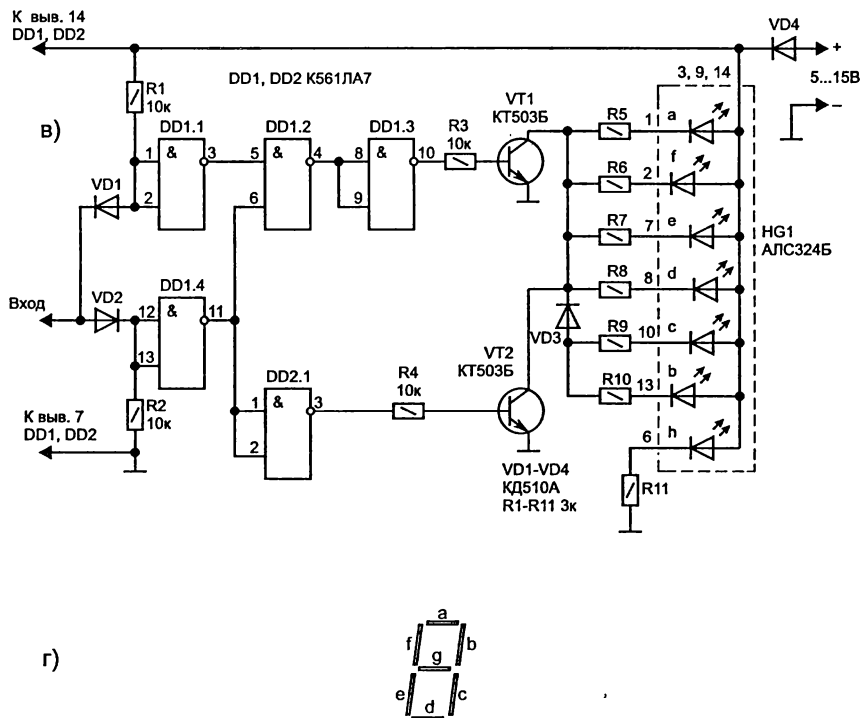 К выв. 14
DD1, DD2
VD4
+
3, 9, 14
5...15В
–
R1
10к
DD1, DD2 К561ЛА7
в)
DD1.1
&
1
2
3
DD1.2
&
5
6
4
DD1.3
&
8
9
10
R3
10к
VT1
КТ503Б
R5
1
a
R6
2
f
R7
7
e
HG1
АЛС324Б
VD1
Вход
VD2
DD1.4
&
12
13
11
R8
8
d
VD3
R9
10
c
VT2
КТ503Б
R10
13
b
R4
10к
DD2.1
&
1
2
3
R2
10к
К выв. 7
DD1, DD2
6
h
R11
VD1-VD4
КД510А
R1-R11 3к
г)
a
f
b
g
e
c
d